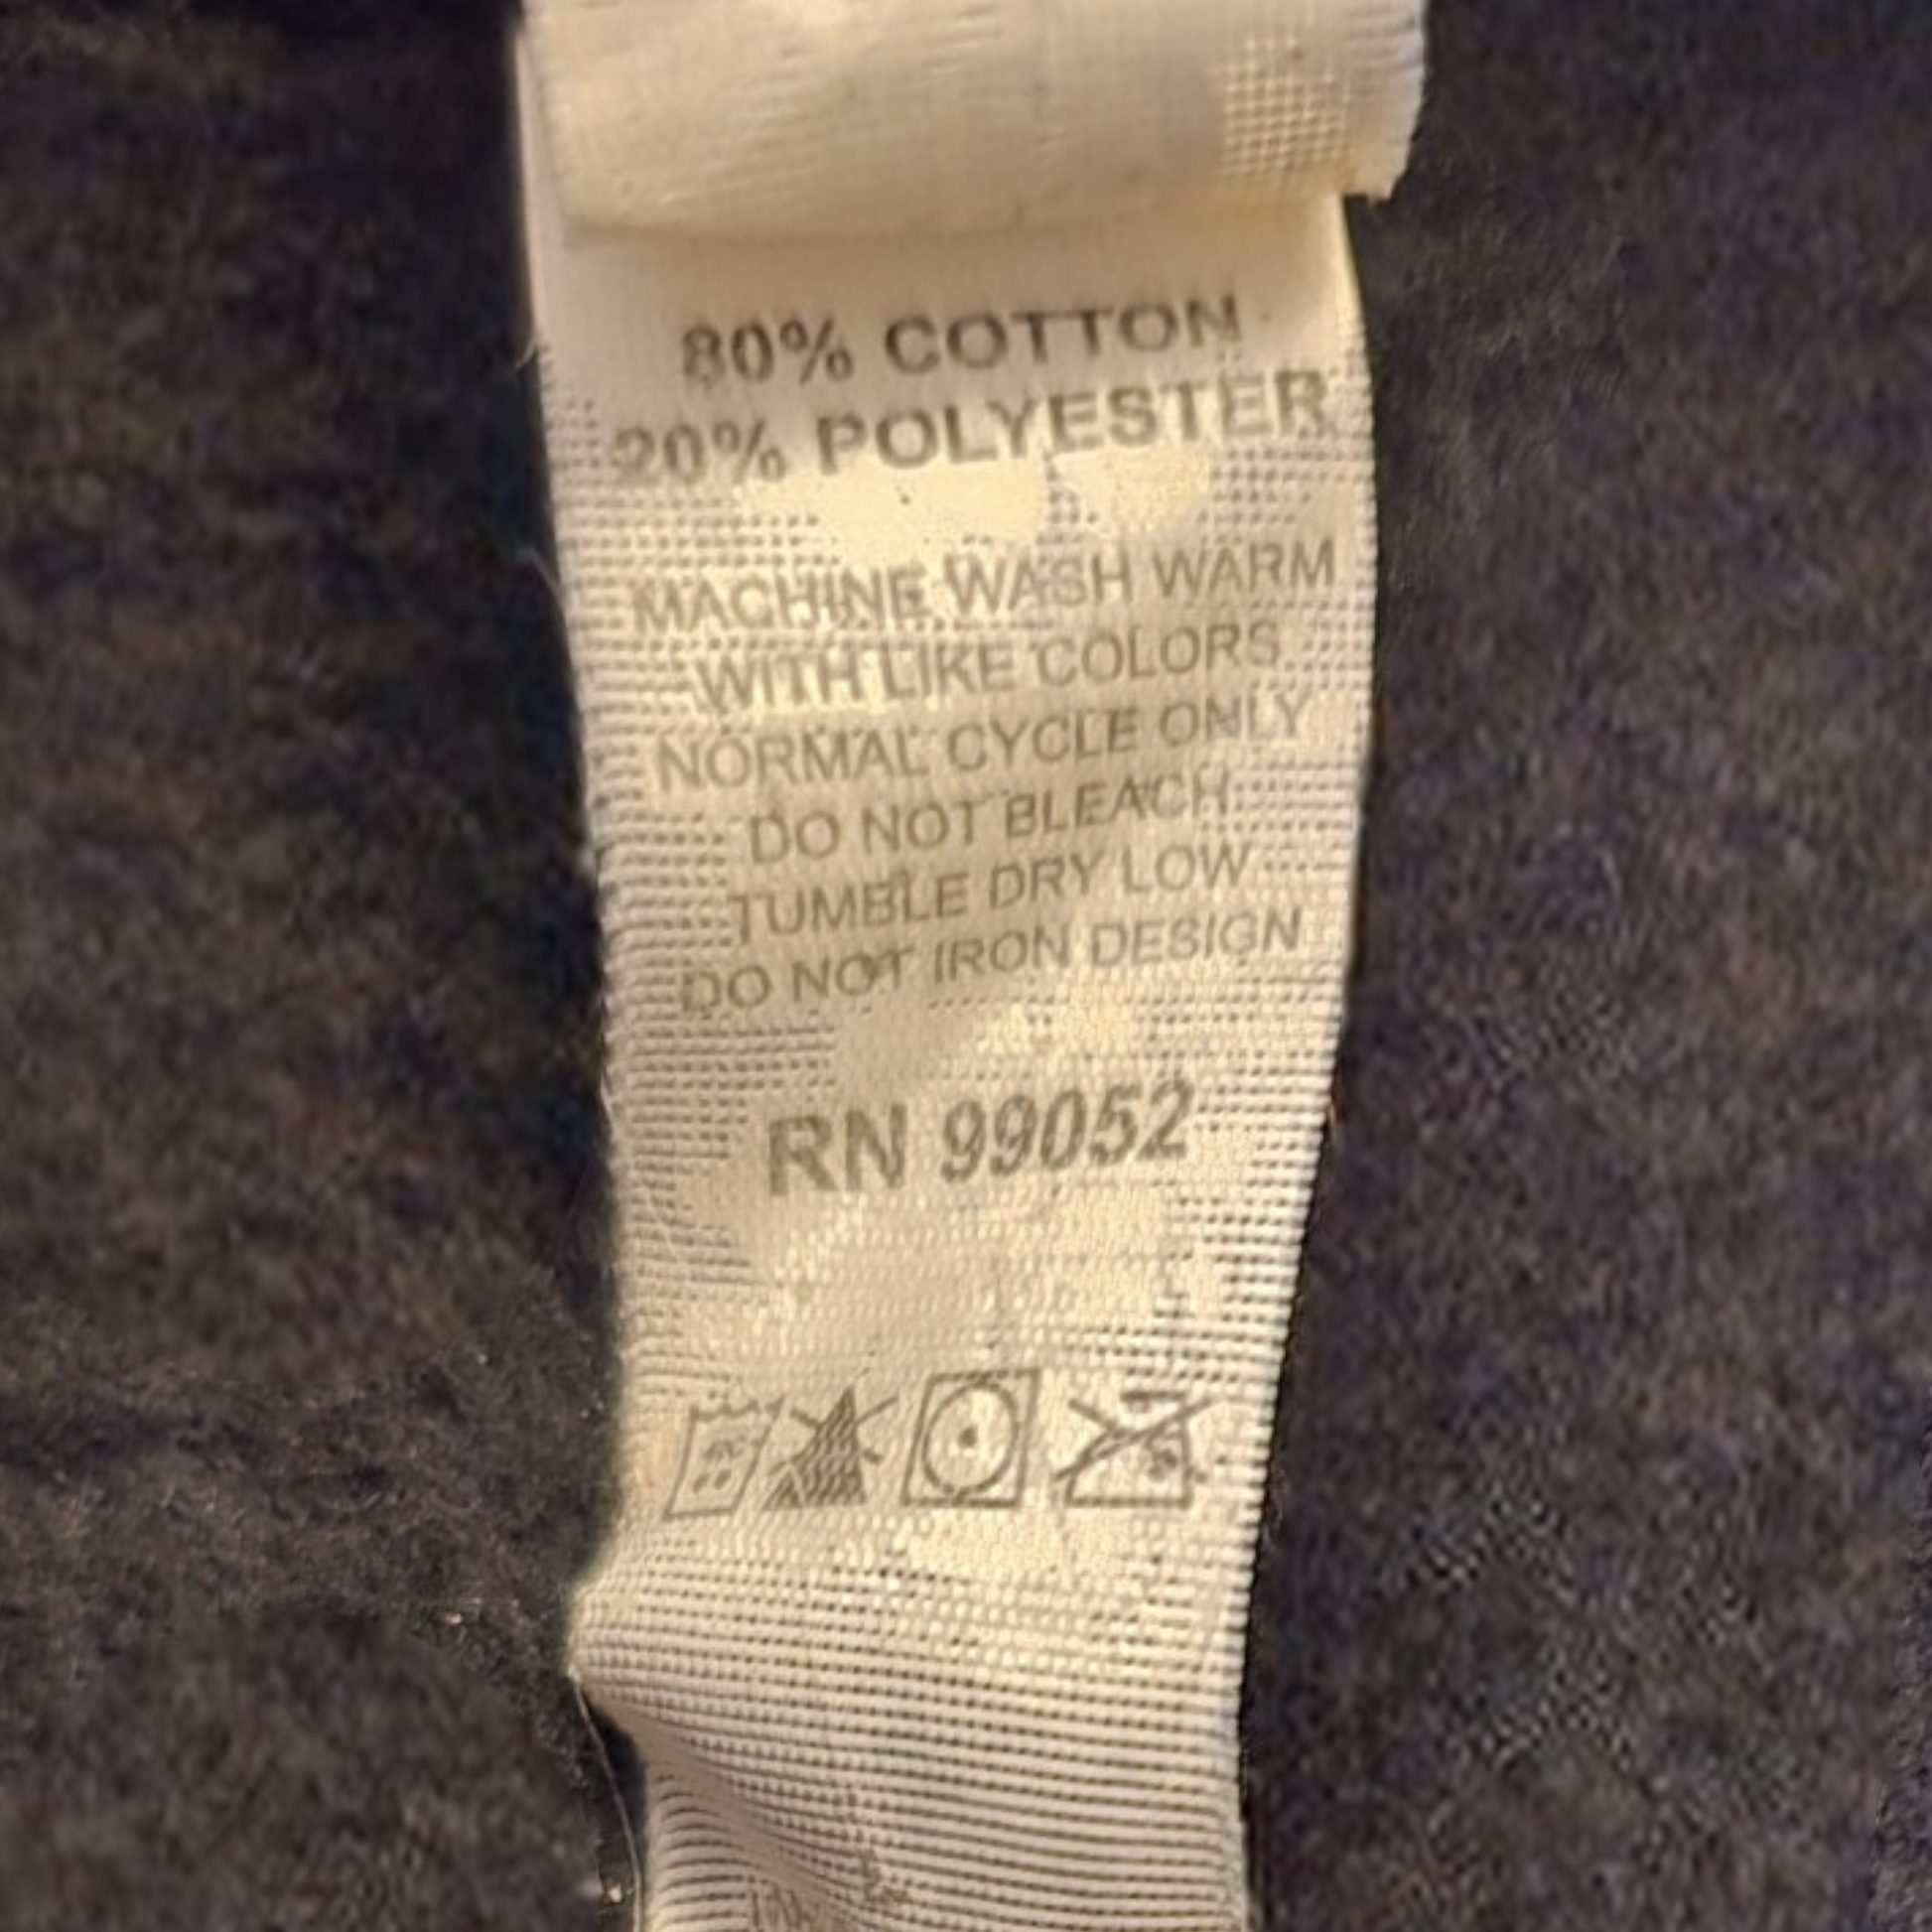 80% COTTON
20% POLYESTER
MACHINE WASH WARM
WITH LIKE COLORS
NORMAL CYCLE ONLY
DO NOT BLEACH
TUMBLE DRY LOW
DO NOT IRON DESIGN
RN 99052